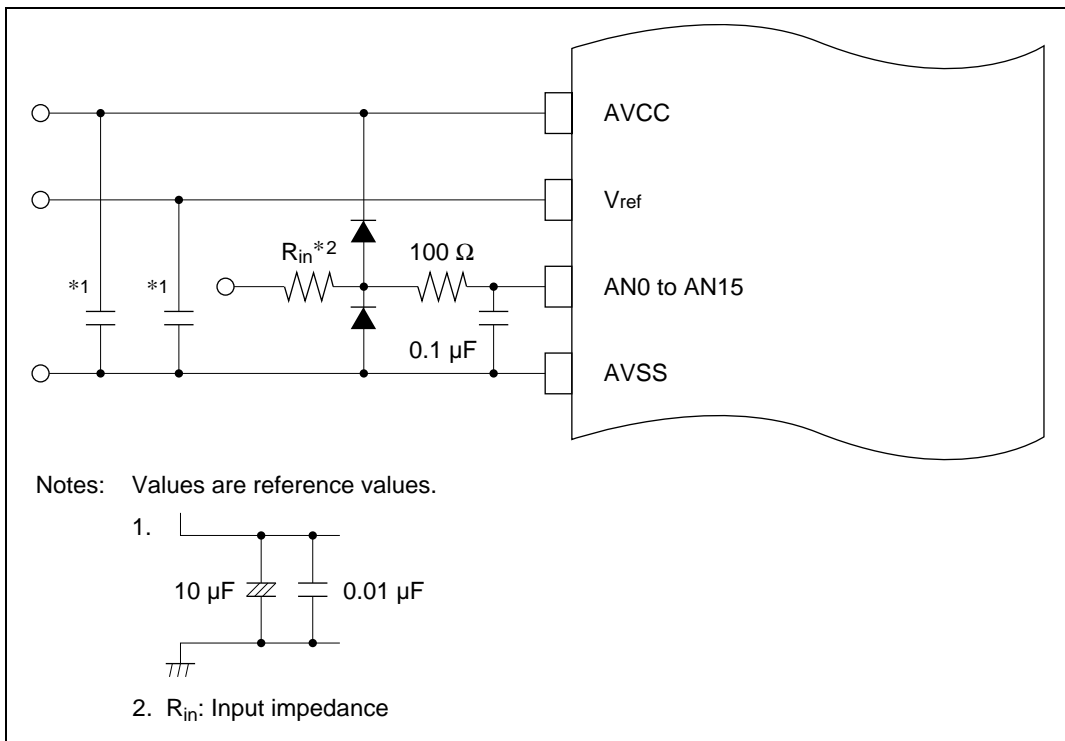 AVCC
Vref
Rin*2
100 Ω
*1
*1
AN0 to AN15
0.1 µF
AVSS
Notes: Values are reference values.
1.
10 µF
0.01 µF
2. Rin: Input impedance